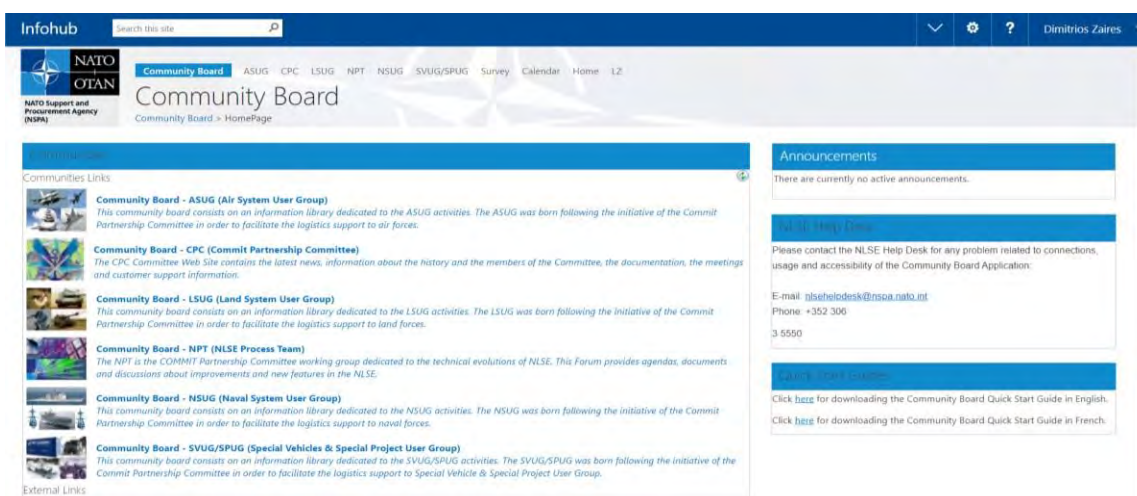 Infohub
Search this site
?
Dimitrios Zaires
NATO
OTAN
NATO Support and
Procurement Agency
(NSPA)
Community Board ASUG CPC LSUG NPT NSUG SVUG/SPUG Survey Calendar Home LZ
Community Board
Community Board > HomePage
Communities Links
Community Board - ASUG (Air System User Group)
This community board consists on an information library dedicated to the ASUG activities. The ASUG was born following the initiative of the Commit
Partnership Committee in order to facilitate the logistics support to air forces.
Community Board - CPC (Commit Partnership Committee)
The CPC Committee Web Site contains the latest news, information about the history and the members of the Committee, the documentation, the meetings
and customer support information.
Community Board - LSUG (Land System User Group)
This community board consists on an information library dedicated to the LSUG activities. The LSUG was born following the initiative of the Commit
Partnership Committee in order to facilitate the logistics support to land forces.
Community Board - NPT (NLSE Process Team)
The NPT is the COMMIT Partnership Committee working group dedicated to the technical evolutions of NLSE. This Forum provides agendas, documents
and discussions about improvements and new features in the NLSE.
Community Board - NSUG (Naval System User Group)
This community board consists on an information library dedicated to the NSUG activities. The NSUG was born following the initiative of the Commit
Partnership Committee in order to facilitate the logistics support to naval forces.
Community Board - SVUG/SPUG (Special Vehicles & Special Project User Group)
This community board consists on an information library dedicated to the SVUG/SPUG activities. The SVUG/SPUG was born following the initiative of the
Commit Partnership Committee in order to facilitate the logistics support to Special Vehicle & Special Project User Group.
External Links
Announcements
There are currently no active announcements.
NLSE Help Desk
Please contact the NLSE Help Desk for any problem related to connections,
usage and accessibility of the Community Board Application:
E-mail: nlsehelpdesk@nspa.nato.int
Phone: +352 306
3 5550
Quick Start Guides
Click here for downloading the Community Board Quick Start Guide in English.
Click here for downloading the Community Board Quick Start Guide in French.